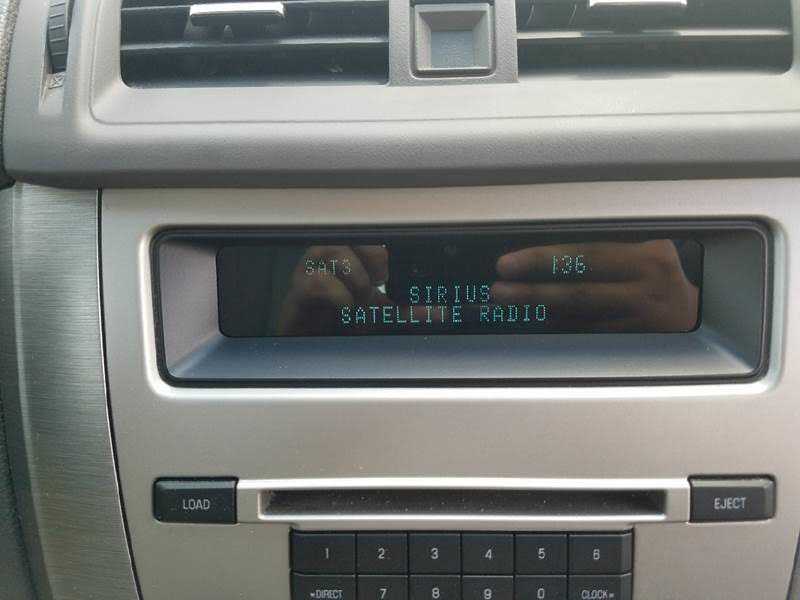 SAT3 136
SIRIUS
SATELLITE RADIO
LOAD EJECT
1 2 3 4 5 6
DIRECT 7 8 9 0 CLOCK